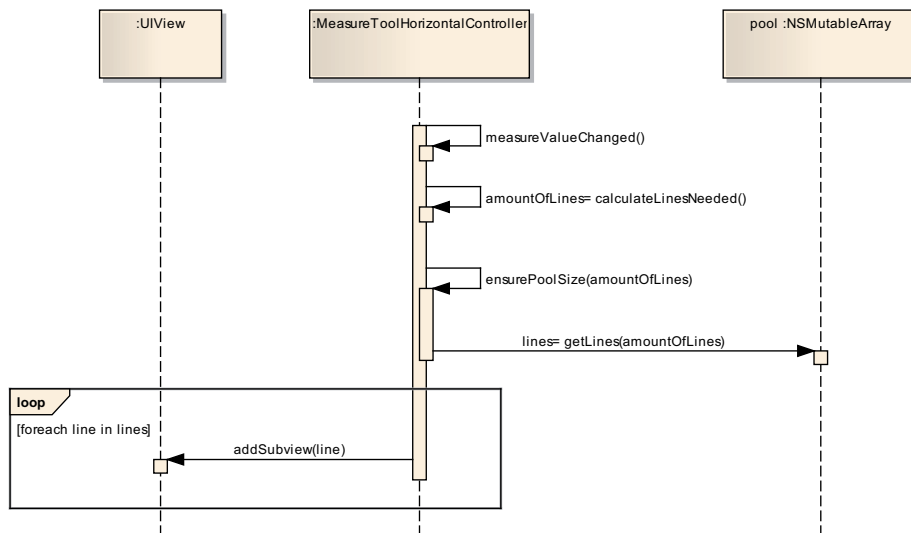 :UIView
:MeasureToolHorizontalController
pool :NSMutableArray
measureValueChanged()
amountOfLines= calculateLinesNeeded()
ensurePoolSize(amountOfLines)
lines= getLines(amountOfLines)
loop
[foreach line in lines]
addSubview(line)